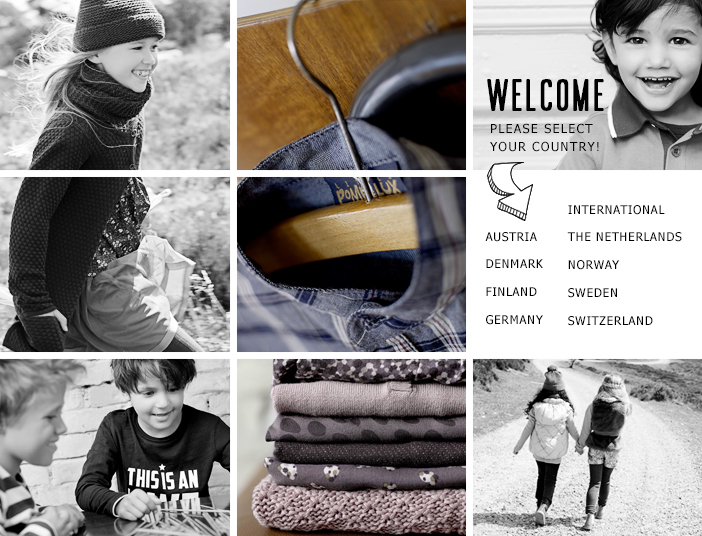 WELCOME
PLEASE SELECT
YOUR COUNTRY!
INTERNATIONAL
AUSTRIA THE NETHERLANDS
DENMARK NORWAY
FINLAND SWEDEN
GERMANY SWITZERLAND
THIS IS AN